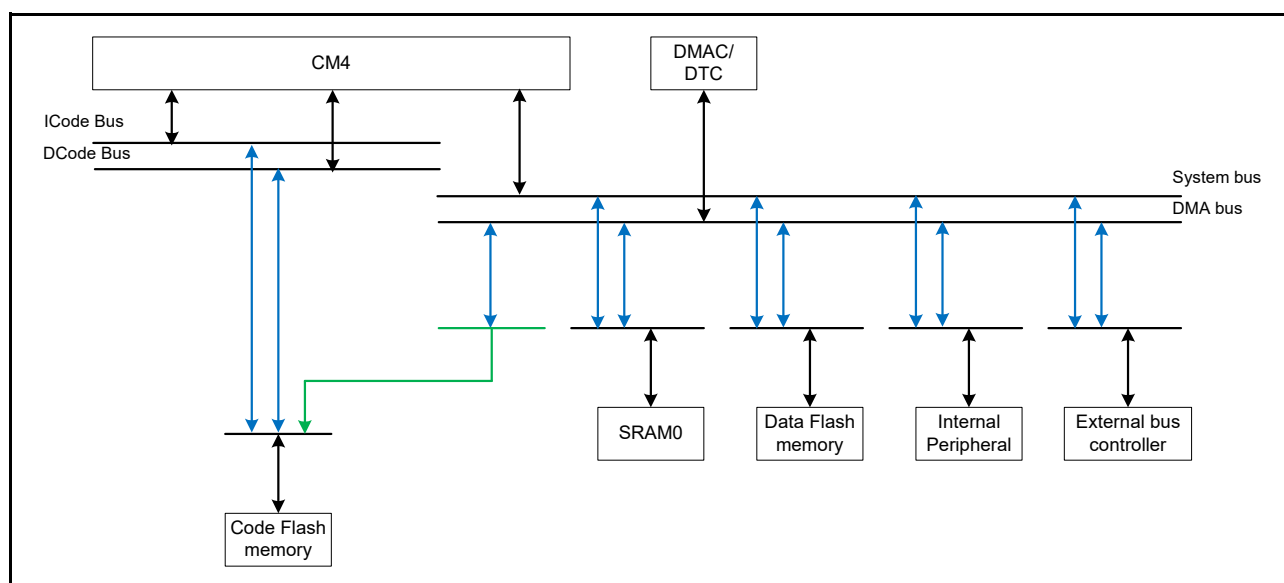 CM4
DMAC/
DTC
ICode Bus
DCode Bus
System bus
DMA bus
SRAM0
Data Flash
memory
Internal
Peripheral
External bus
controller
Code Flash
memory